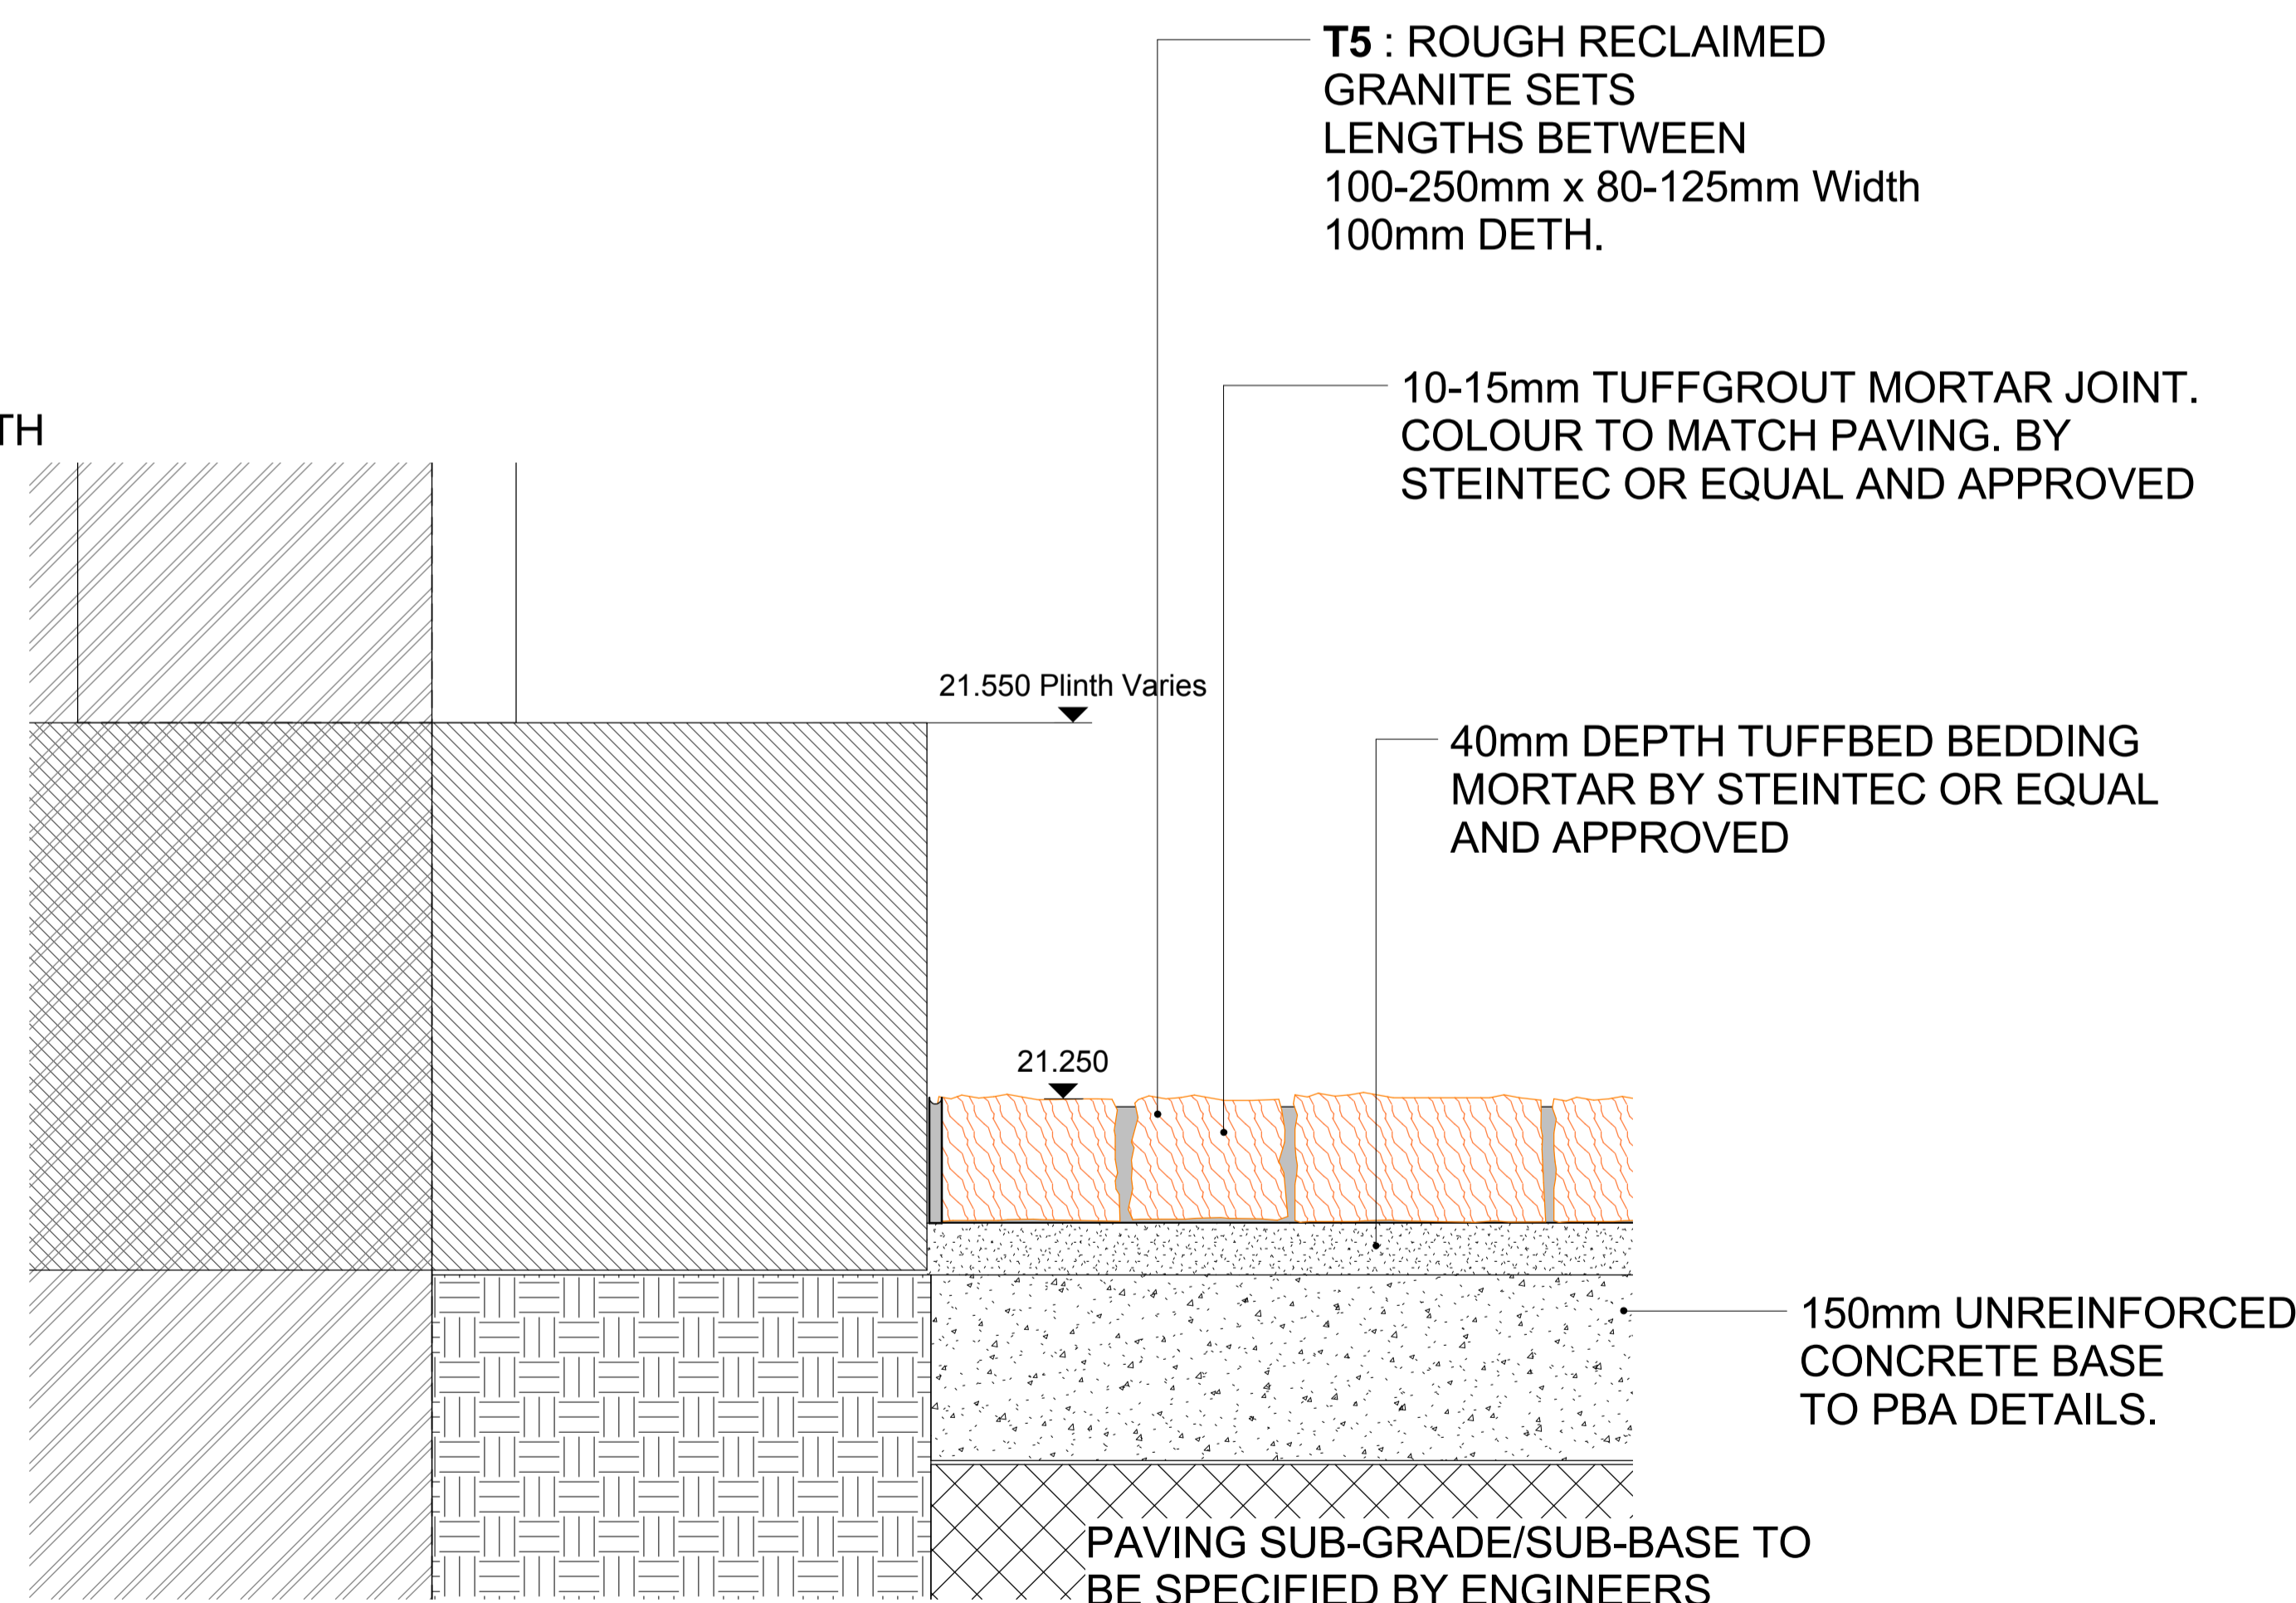 T5 : ROUGH RECLAIMED
GRANITE SETS
LENGTHS BETWEEN
100-250mm x 80-125mm Width
100mm DETH.
10-15mm TUFFGROUT MORTAR JOINT.
COLOUR TO MATCH PAVING. BY
STEINTEC OR EQUAL AND APPROVED
TH
21.550 Plinth Varies
40mm DEPTH TUFFBED BEDDING
MORTAR BY STEINTEC OR EQUAL
AND APPROVED
21.250
150mm UNREINFORCED
CONCRETE BASE
TO PBA DETAILS.
PAVING SUB-GRADE/SUB-BASE TO
BE SPECIFIED BY ENGINEERS